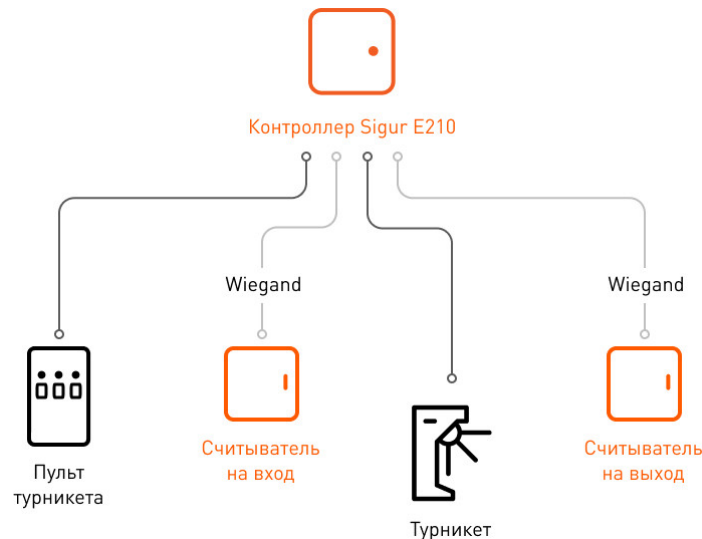 Контроллер Sigur E210
Wiegand
Wiegand
Пульт
турникета
Считыватель
на вход
Турникет
Считыватель
на выход